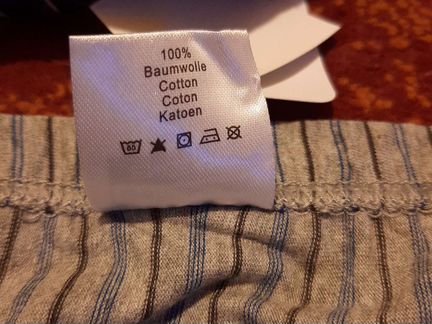 100%
Baumwolle
Cotton
Coton
Katoen
60